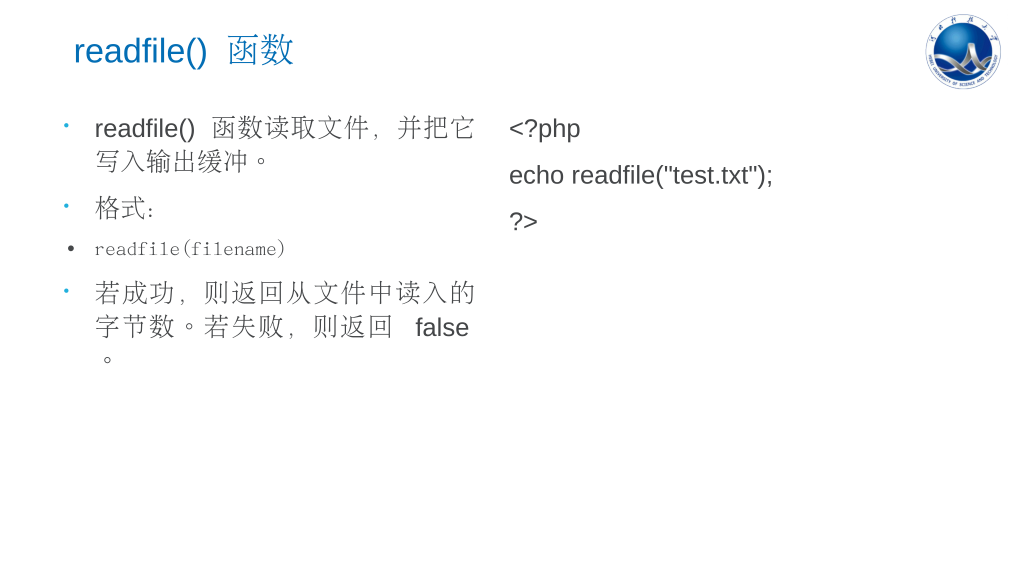 readfile() 函数
• readfile() 函数读取文件，并把它
写入输出缓冲。
• 格式：
• readfile(filename)
• 若成功，则返回从文件中读入的
字节数。若失败，则返回 false
。
<?php
echo readfile("test.txt");
?>